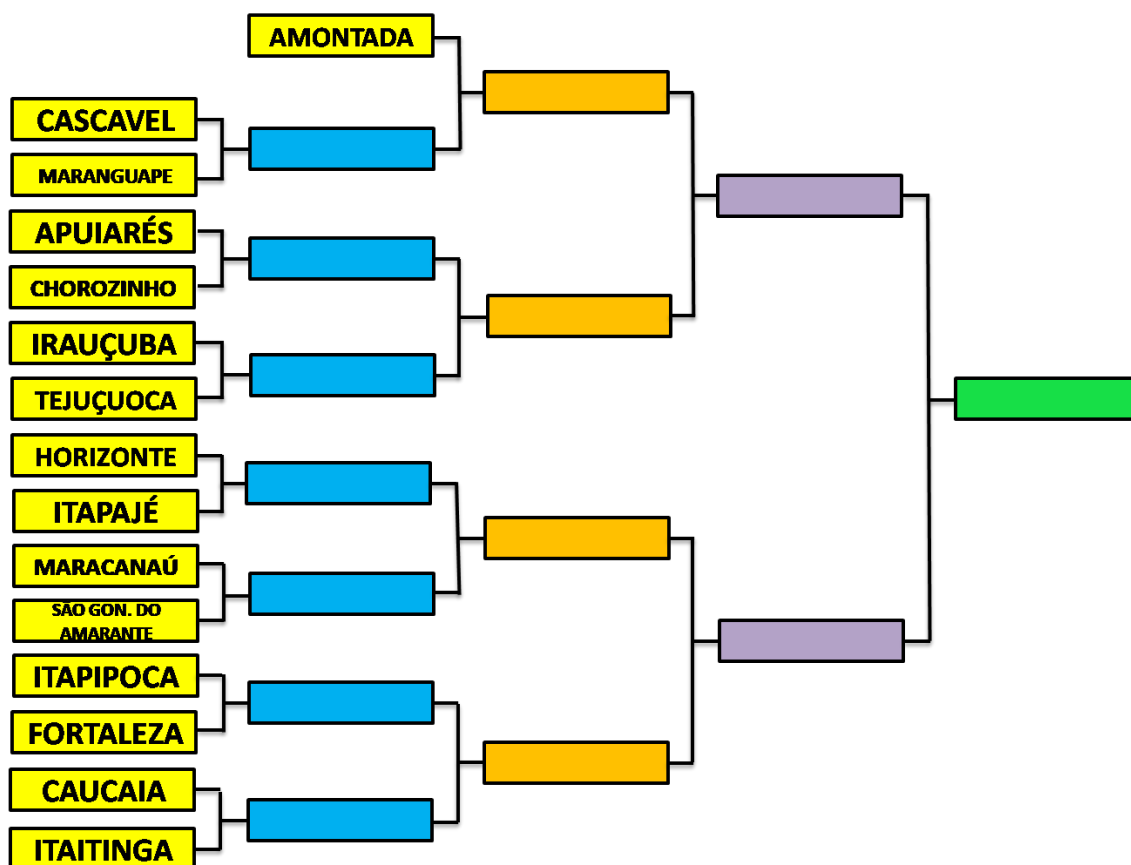 AMONTADA
CASCAVEL
MARANGUAPE
APUIARÉS
CHOROZINHO
IRAUÇUBA
TEJUÇUOCA
HORIZONTE
ITAPAJÉ
MARACANAÚ
SÃO GON. DO
AMARANTE
ITAPIPOCA
FORTALEZA
CAUCAIA
ITAITINGA